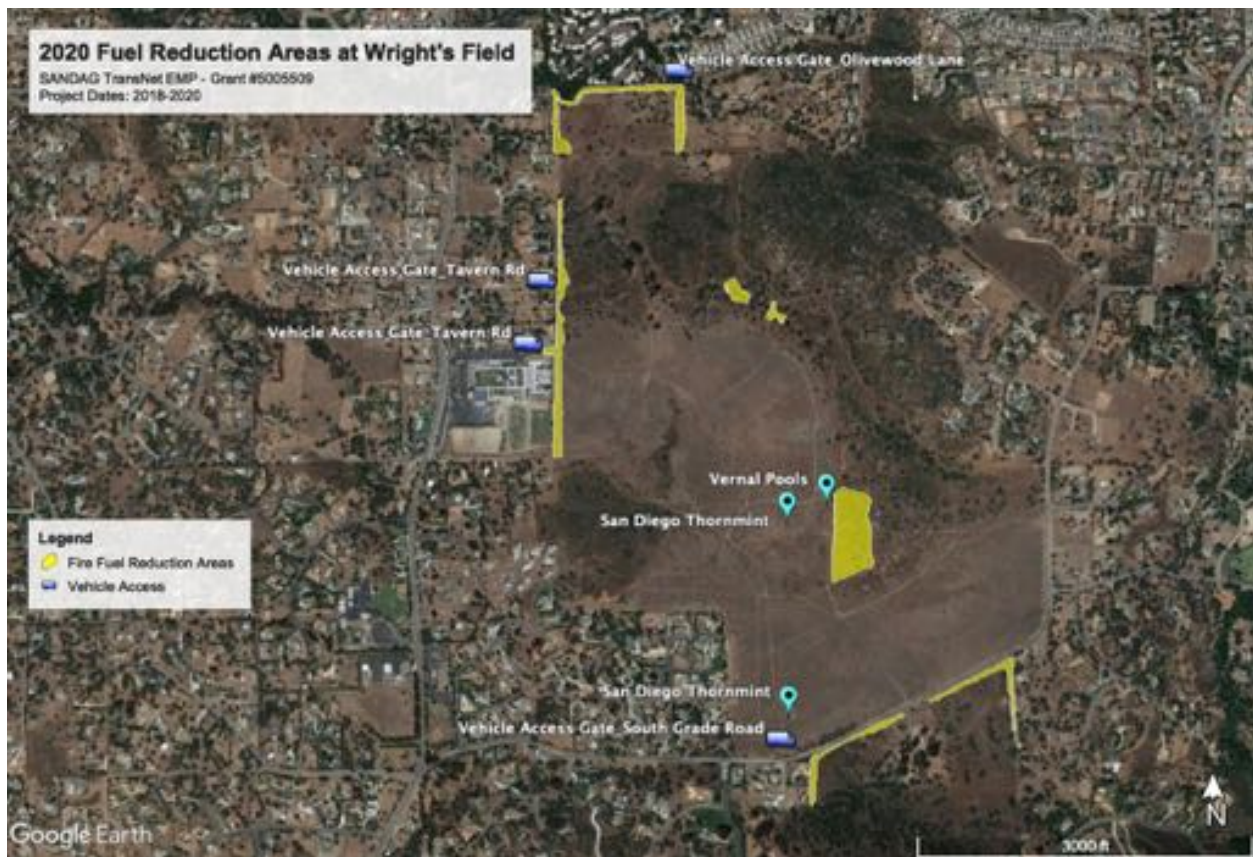 2020 Fuel Reduction Areas at Wright's Field
SANDAG TransNet EMP - Grant #5005509
Project Dates: 2018-2020
Vehicle Access Gate_Olivewood Lane
Vehicle Access Gate_Tavern Rd
Vehicle Access Gate_Tavern Rd
Vernal Pools
San Diego Thornmint
Legend
Fire Fuel Reduction Areas
Vehicle Access
San Diego Thornmint
Vehicle Access Gate_South Grade Road
N
Google Earth
3000 ft